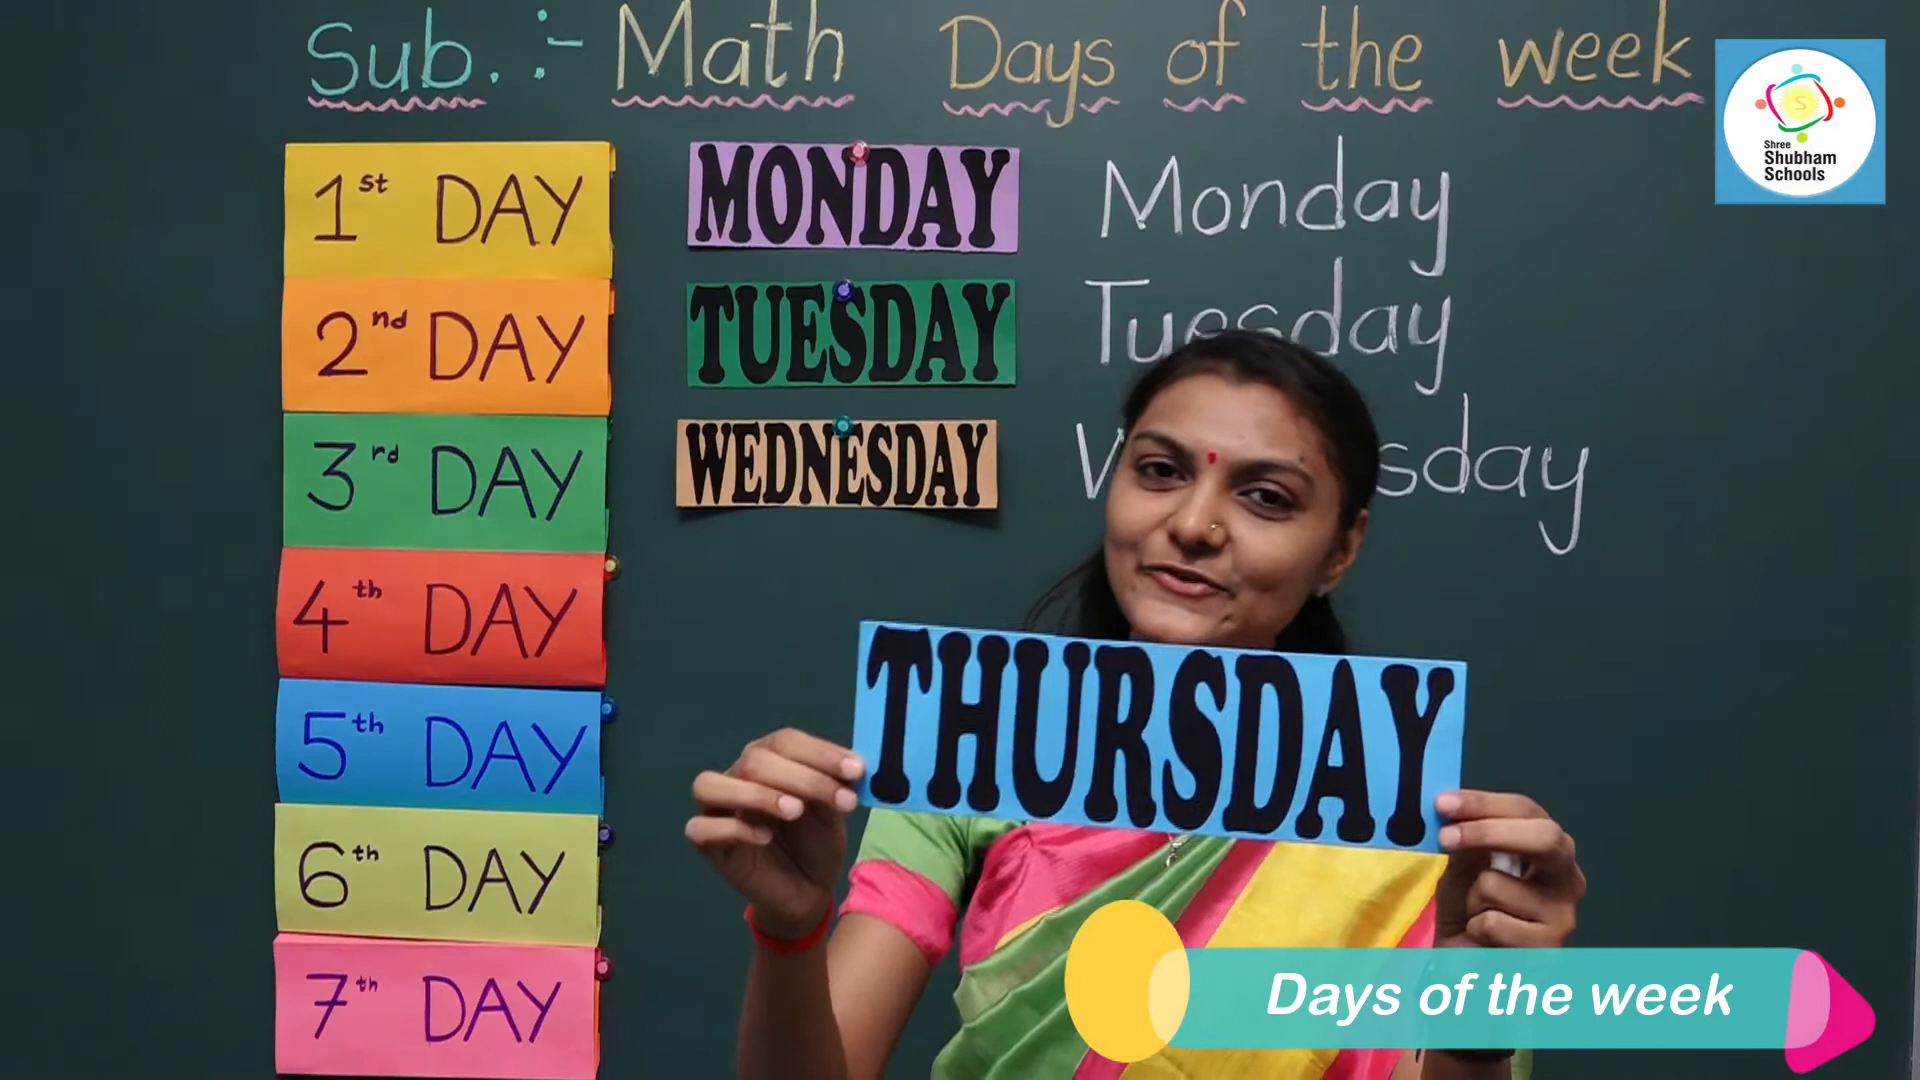 Sub. :- Math Days of the week
Shree
Shubham
Schools
1st DAY MONDAY Monday
2nd DAY TUESDAY Tuesday
3rd DAY WEDNESDAY
4th DAY
THURSDAY
5th DAY
6th DAY
7th DAY
Days of the week